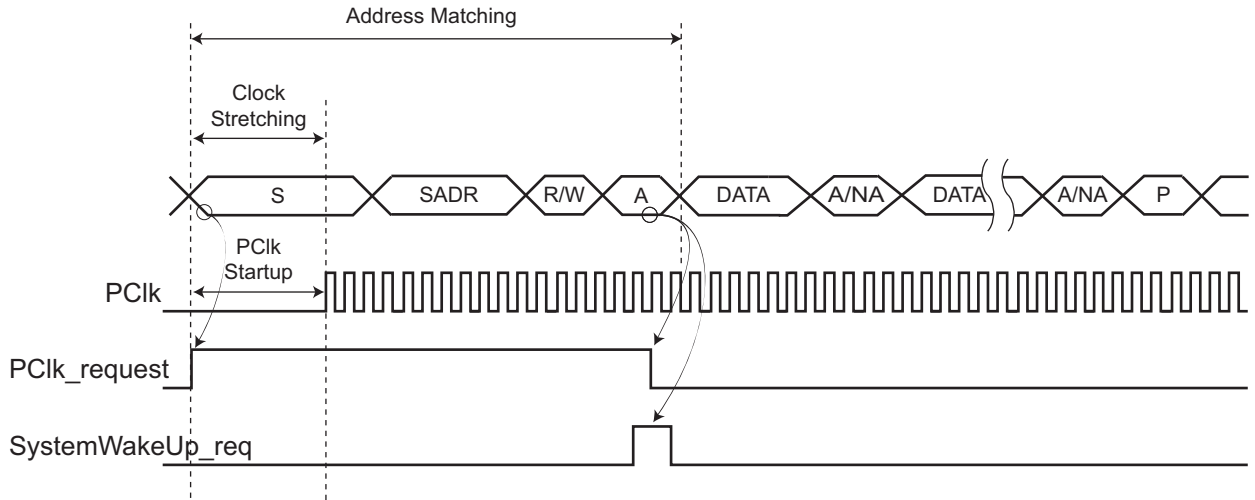 Address Matching
Clock
Stretching
S SADR R/W A DATA A/NA DATA A/NA P
PClk
Startup
PClk
PClk_request
SystemWakeUp_req